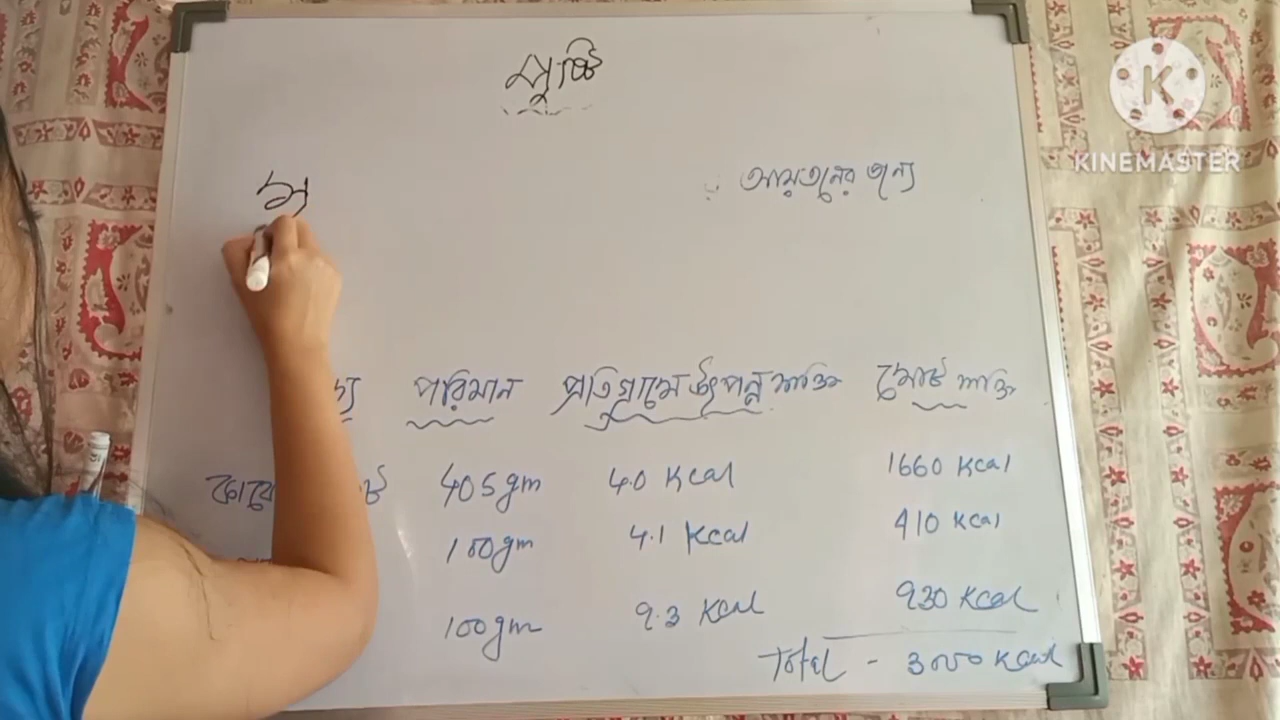 পুষ্টি
KINEMASTER
আয়তনের জন্যে
পরিমান প্রতিগ্রামে উৎপন্ন শক্তি মোট শক্তি
405gm 4.0 Kcal 1660 Kcal
100gm 4.1 Kcal 410 Kcal
100gm 9.3 Kcal 930 Kcal
Total - 3000 Kcal